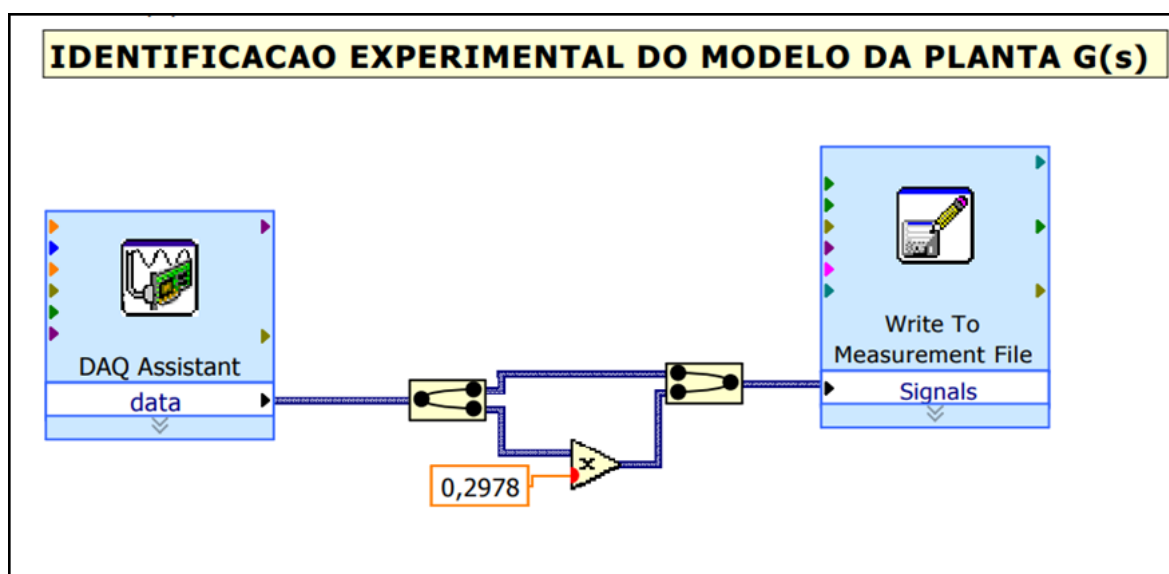 IDENTIFICACAO EXPERIMENTAL DO MODELO DA PLANTA G(s)
DAQ Assistant
data
0,2978
x
Write To
Measurement File
Signals